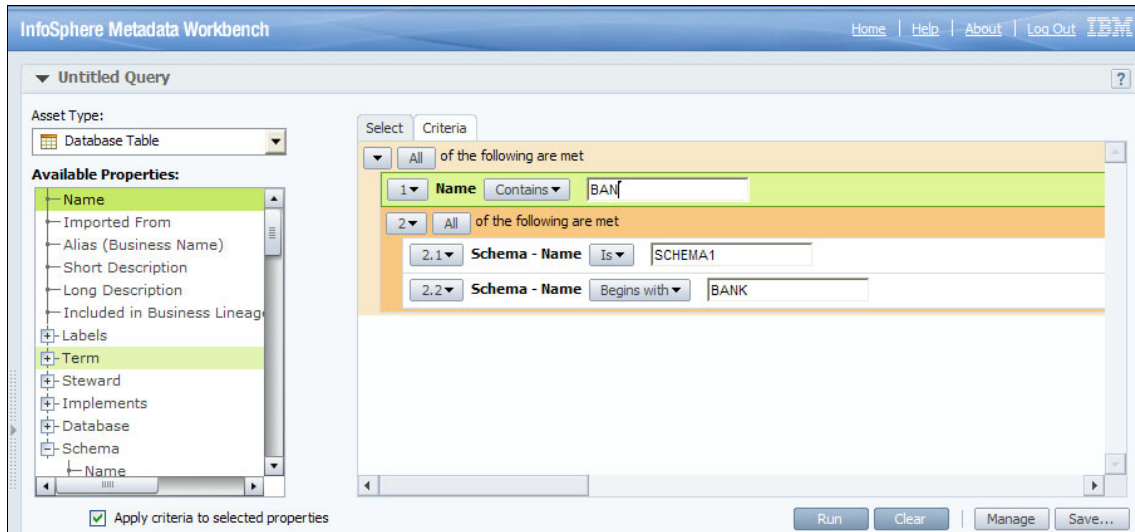 InfoSphere Metadata Workbench
Home | Help | About | Log Out IBM
Untitled Query ?
Asset Type:
Database Table
Available Properties:
Name
Imported From
Alias (Business Name)
Short Description
Long Description
Included in Business Lineag
Labels
Term
Steward
Implements
Database
Schema
Name
Apply criteria to selected properties
Select Criteria
All of the following are met
1 Name Contains BAN
2 All of the following are met
2.1 Schema - Name Is SCHEMA1
2.2 Schema - Name Begins with BANK
Run Clear | Manage Save...